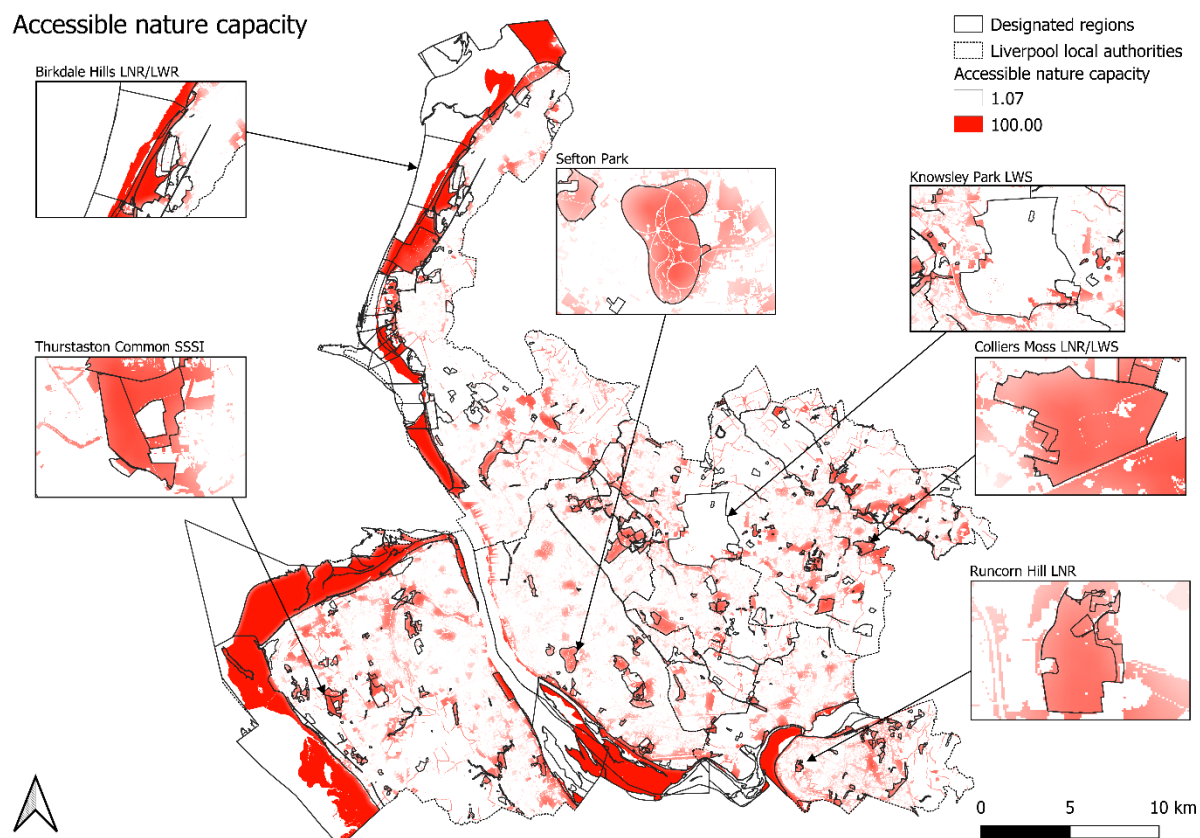 Accessible nature capacity
Designated regions
Liverpool local authorities
Accessible nature capacity
1.07
100.00
Birkdale Hills LNR/LWR
Sefton Park
Knowsley Park LWS
Thurstaston Common SSSI
Colliers Moss LNR/LWS
Runcorn Hill LNR
0 5 10 km